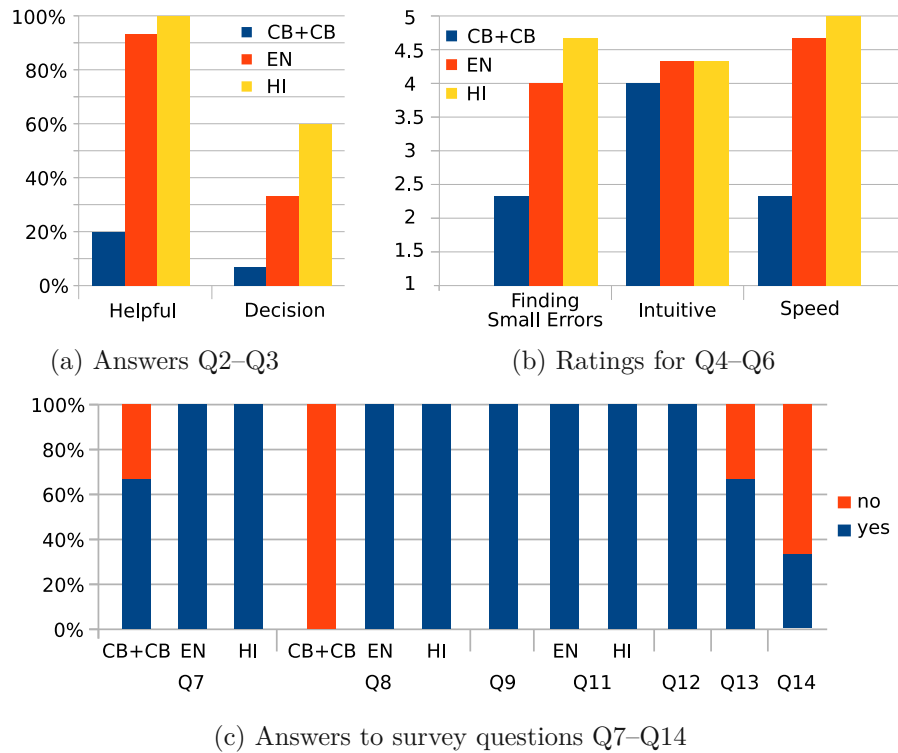 100%
80%
60%
40%
20%
0%
CB+CB
EN
HI
Helpful
Decision
(a) Answers Q2–Q3
5
4.5
4
3.5
3
2.5
2
1.5
1
CB+CB
EN
HI
Finding
Small Errors
Intuitive
Speed
(b) Ratings for Q4–Q6
100%
80%
60%
40%
20%
0%
no
yes
CB+CB EN HI CB+CB EN HI EN HI
Q7 Q8 Q9 Q11 Q12 Q13 Q14
(c) Answers to survey questions Q7–Q14